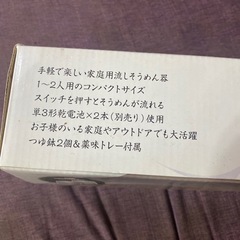 手軽で楽しい家庭用流しそうめん器
1～2人用のコンパクトサイズ
スイッチを押すとそうめんが流れる
単3形乾電池×2本(別売り)使用
お子様のいる家庭やアウトドアでも大活躍
つゆ鉢2個&薬味トレー付属